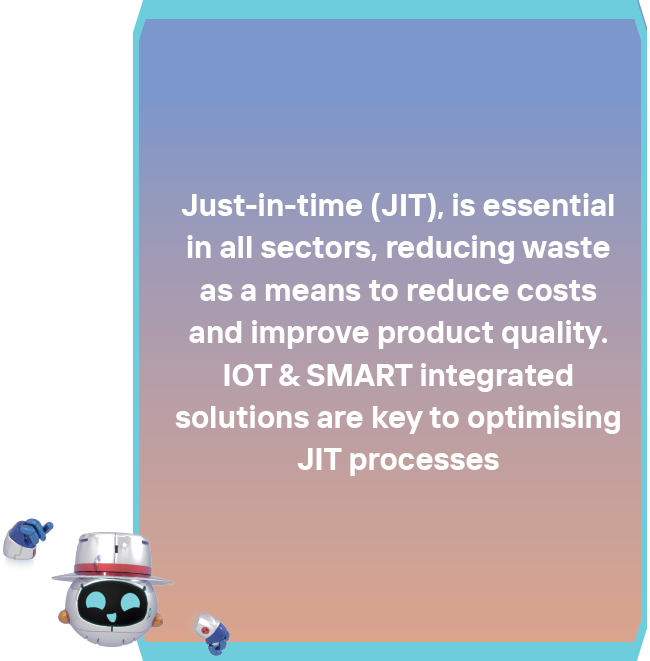 Just-in-time (JIT), is essential
in all sectors, reducing waste
as a means to reduce costs
and improve product quality.
IOT & SMART integrated
solutions are key to optimising
JIT processes